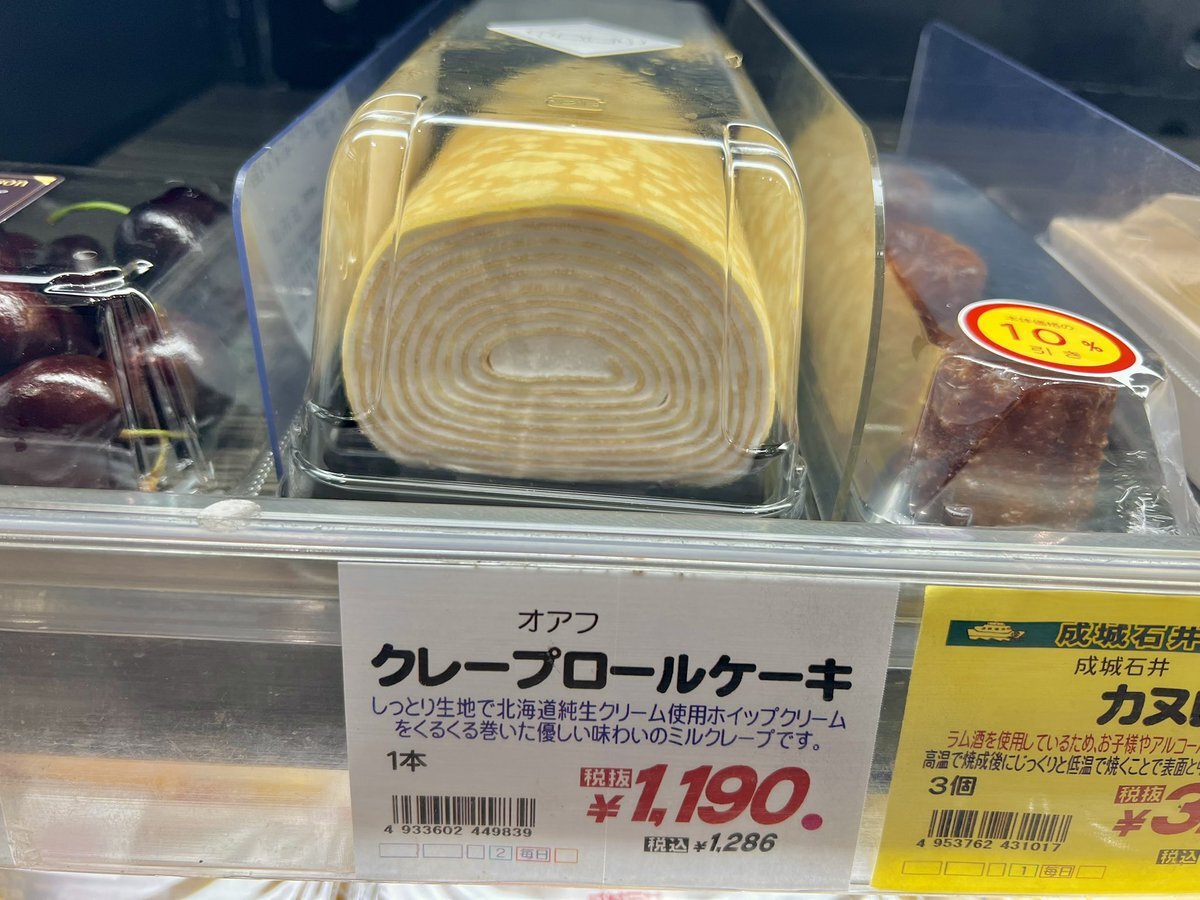 オアフ
クレープロールケーキ
しっとり生地で北海道純生クリーム使用ホイップクリーム
をくるくる巻いた優しい味わいのミルクレープです。
1本
税抜
¥1,190.
税込 ¥1,286
4 933602 449839
2 毎日
本体価格の
10%
引き
成城石井
成城石井
カヌ
ラム酒を使用しているため、お子様やアルコー
高温で焼成後にじっくりと低温で焼くことで表面と
3個
税抜
¥3
税込
4 953762 431017
1 毎日